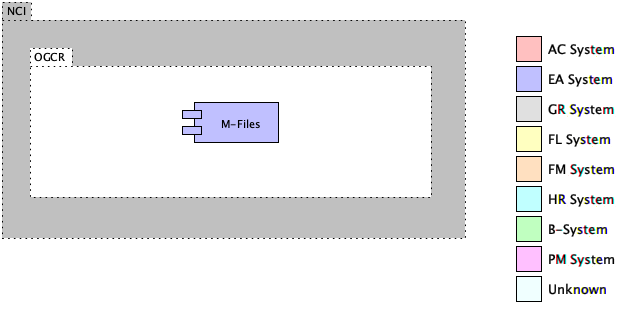 NCI
OGCR
M-Files
AC System
EA System
GR System
FL System
FM System
HR System
B-System
PM System
Unknown